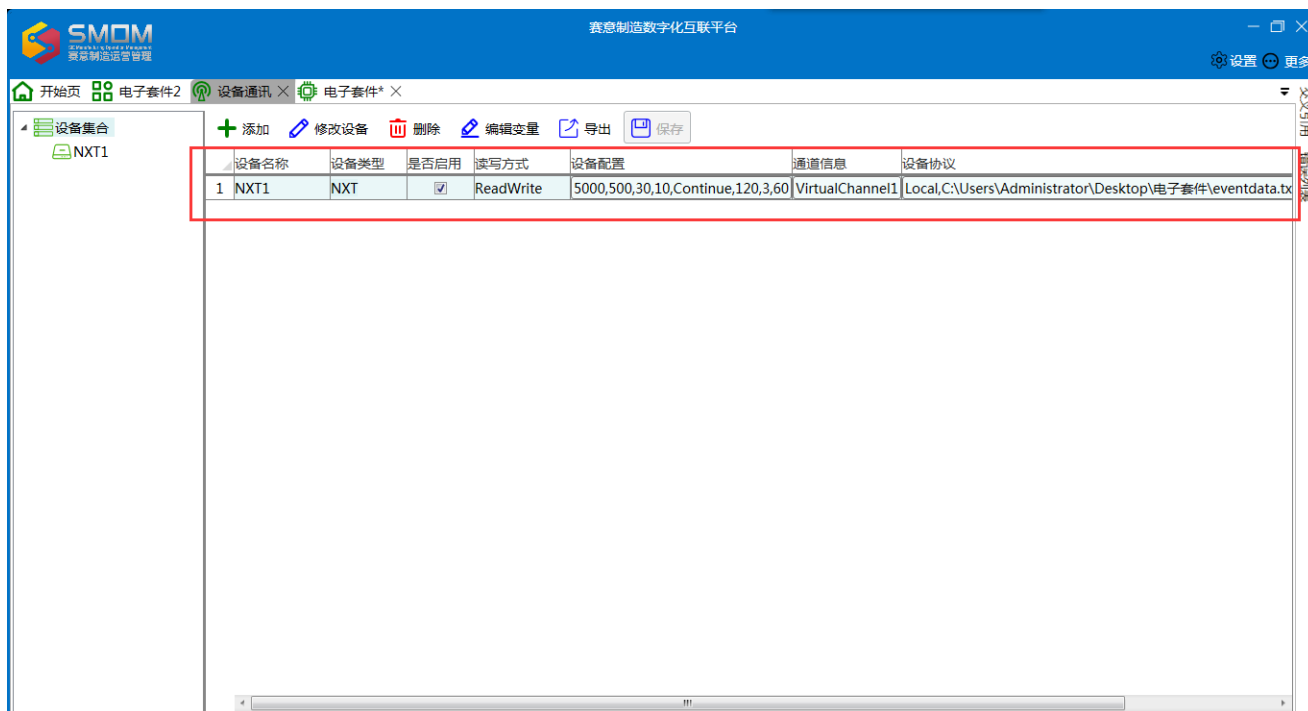 赛意制造数字化互联平台
SMOM
赛意制造运营管理
设置 更多
开始页 电子套件2 设备通讯 电子套件*
设备集合
NXT1
添加 修改设备 删除 编辑变量 导出 保存
设备名称 设备类型 是否启用 读写方式 设备配置 通道信息 设备协议
1 NXT1 NXT ReadWrite 5000,500,30,10,Continue,120,3,60 VirtualChannel1 Local,C:\Users\Administrator\Desktop\电子套件\eventdata.tx